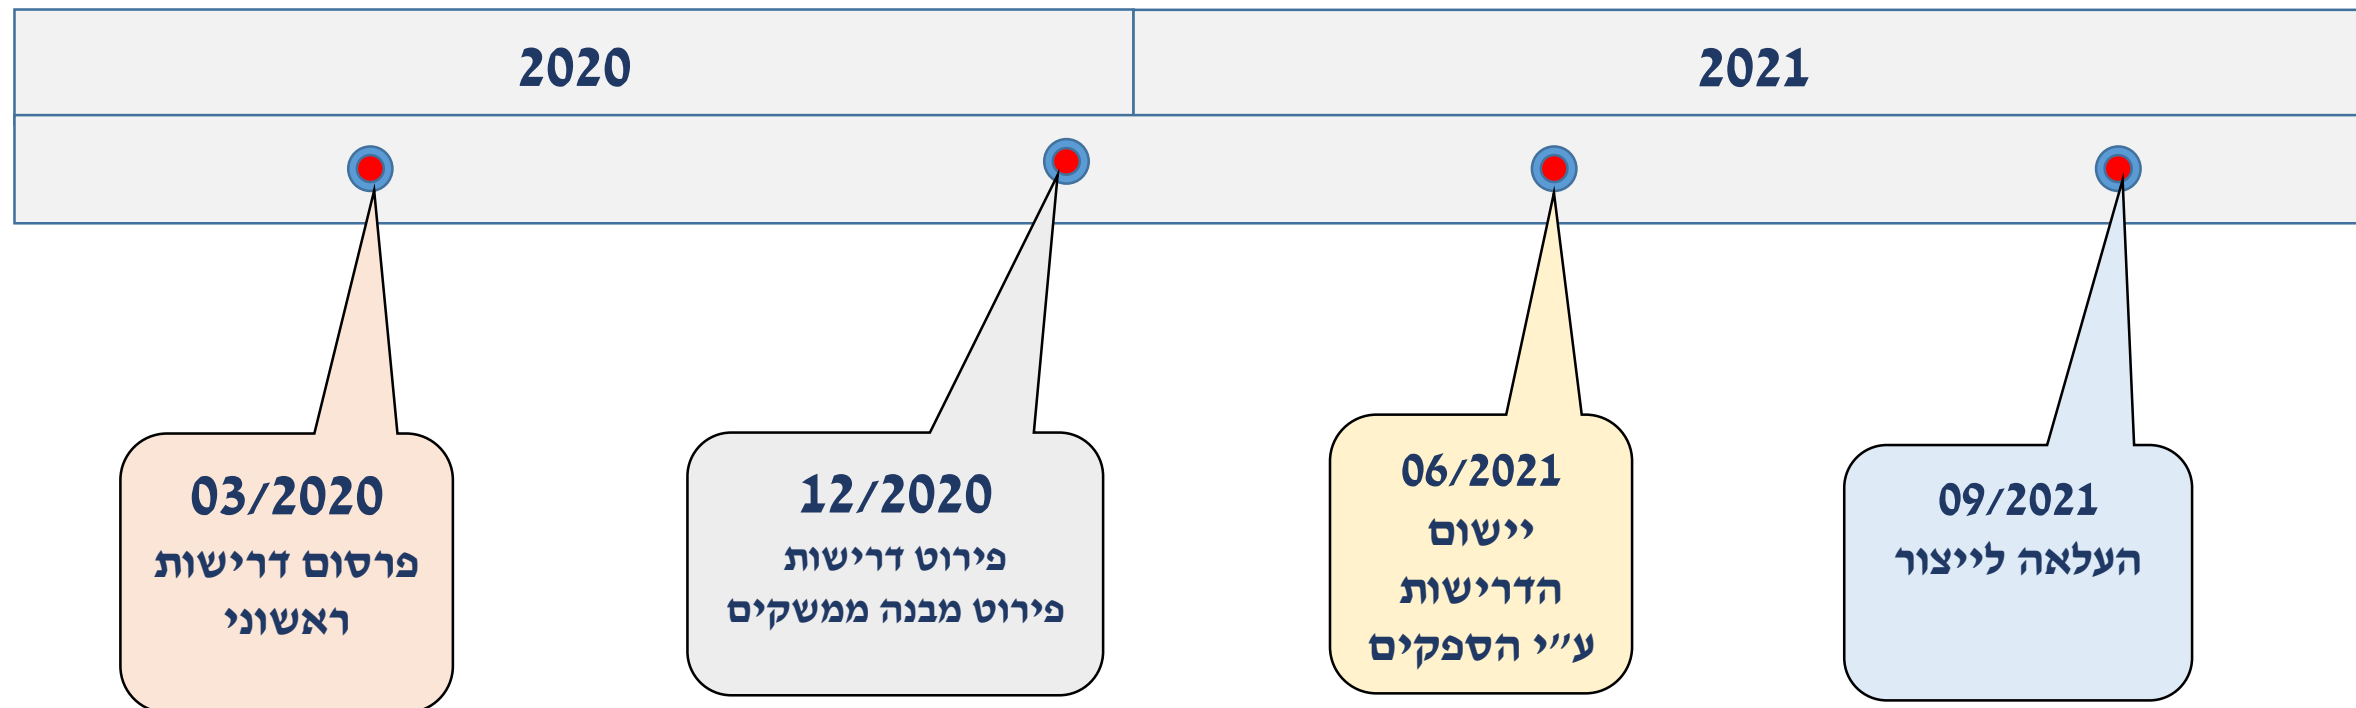 2020
2021
03/2020
פרסום דרישות
ראשוני
12/2020
פירוט דרישות
פירוט מבנה ממשקים
06/2021
יישום
הדרישות
ע״י הספקים
09/2021
העלאה לייצור